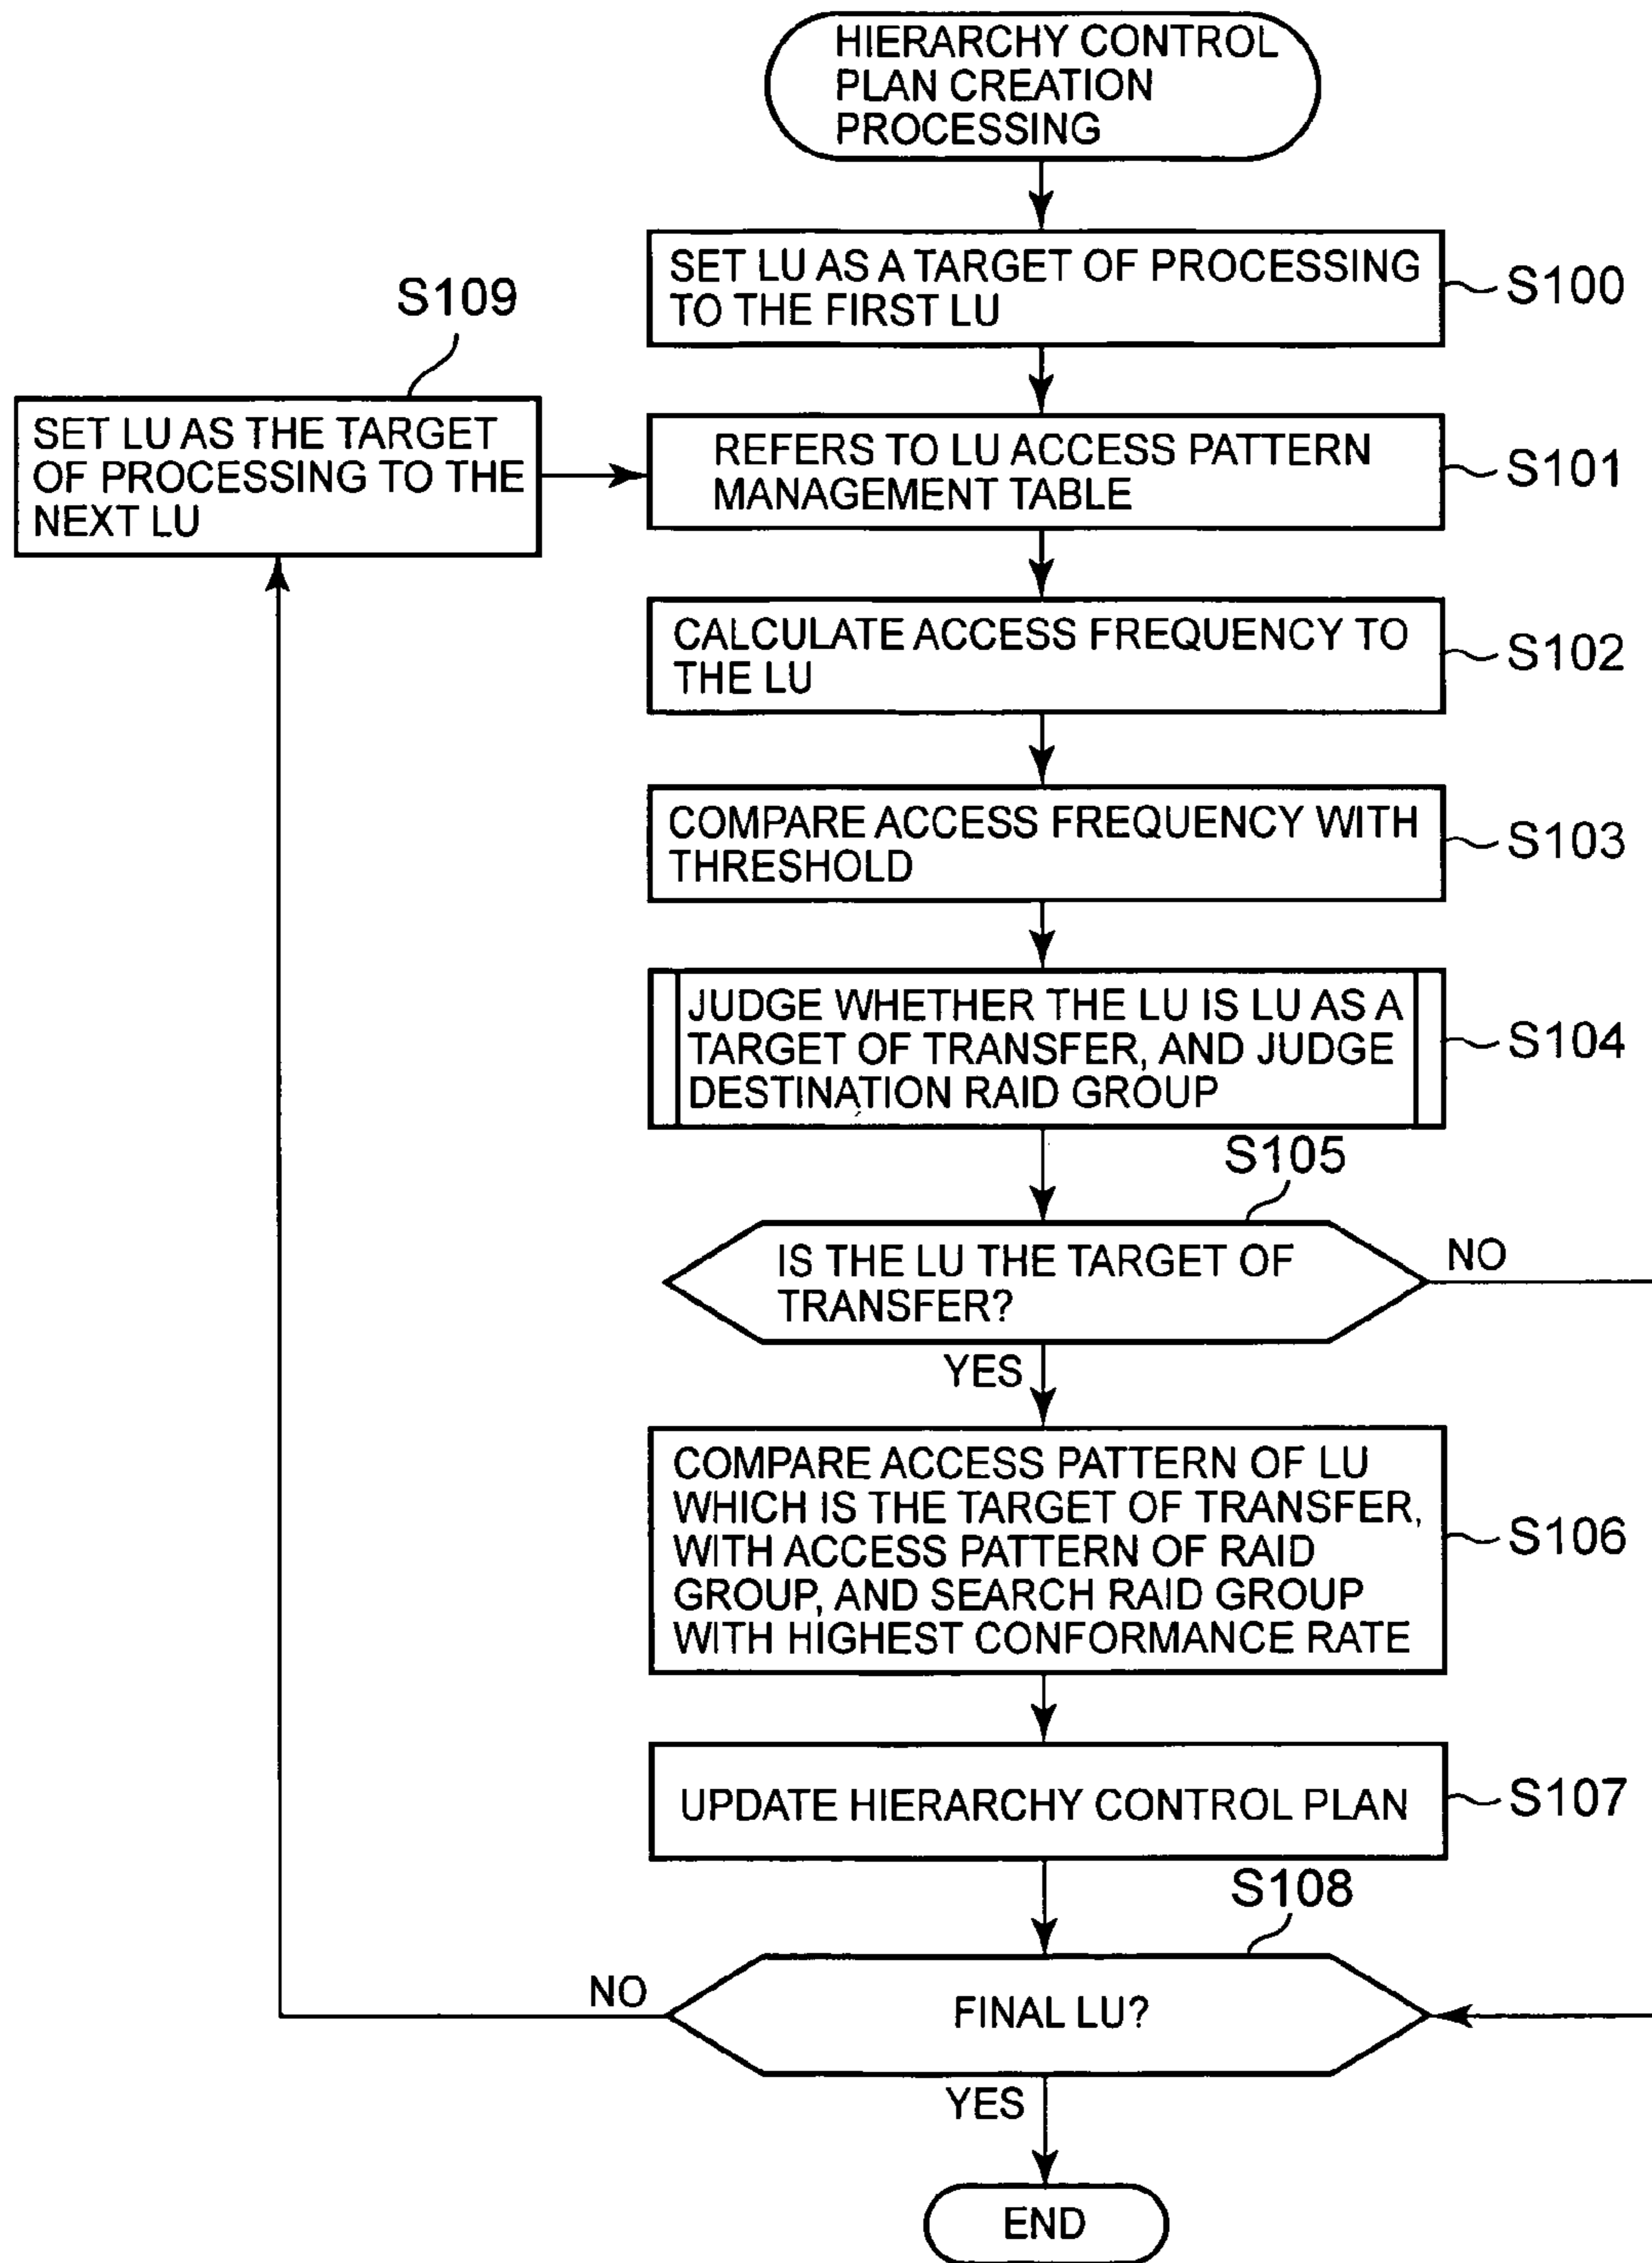 HIERARCHY CONTROL
PLAN CREATION
PROCESSING
SET LU AS A TARGET OF PROCESSING
TO THE FIRST LU
S100
S109
SET LU AS THE TARGET
OF PROCESSING TO THE
NEXT LU
REFERS TO LU ACCESS PATTERN
MANAGEMENT TABLE
S101
CALCULATE ACCESS FREQUENCY TO
THE LU
S102
COMPARE ACCESS FREQUENCY WITH
THRESHOLD
S103
JUDGE WHETHER THE LU IS LU AS A
TARGET OF TRANSFER, AND JUDGE
DESTINATION RAID GROUP
S104
S105
IS THE LU THE TARGET OF
TRANSFER?
NO
YES
COMPARE ACCESS PATTERN OF LU
WHICH IS THE TARGET OF TRANSFER,
WITH ACCESS PATTERN OF RAID
GROUP, AND SEARCH RAID GROUP
WITH HIGHEST CONFORMANCE RATE
S106
UPDATE HIERARCHY CONTROL PLAN
S107
S108
NO
FINAL LU?
YES
END